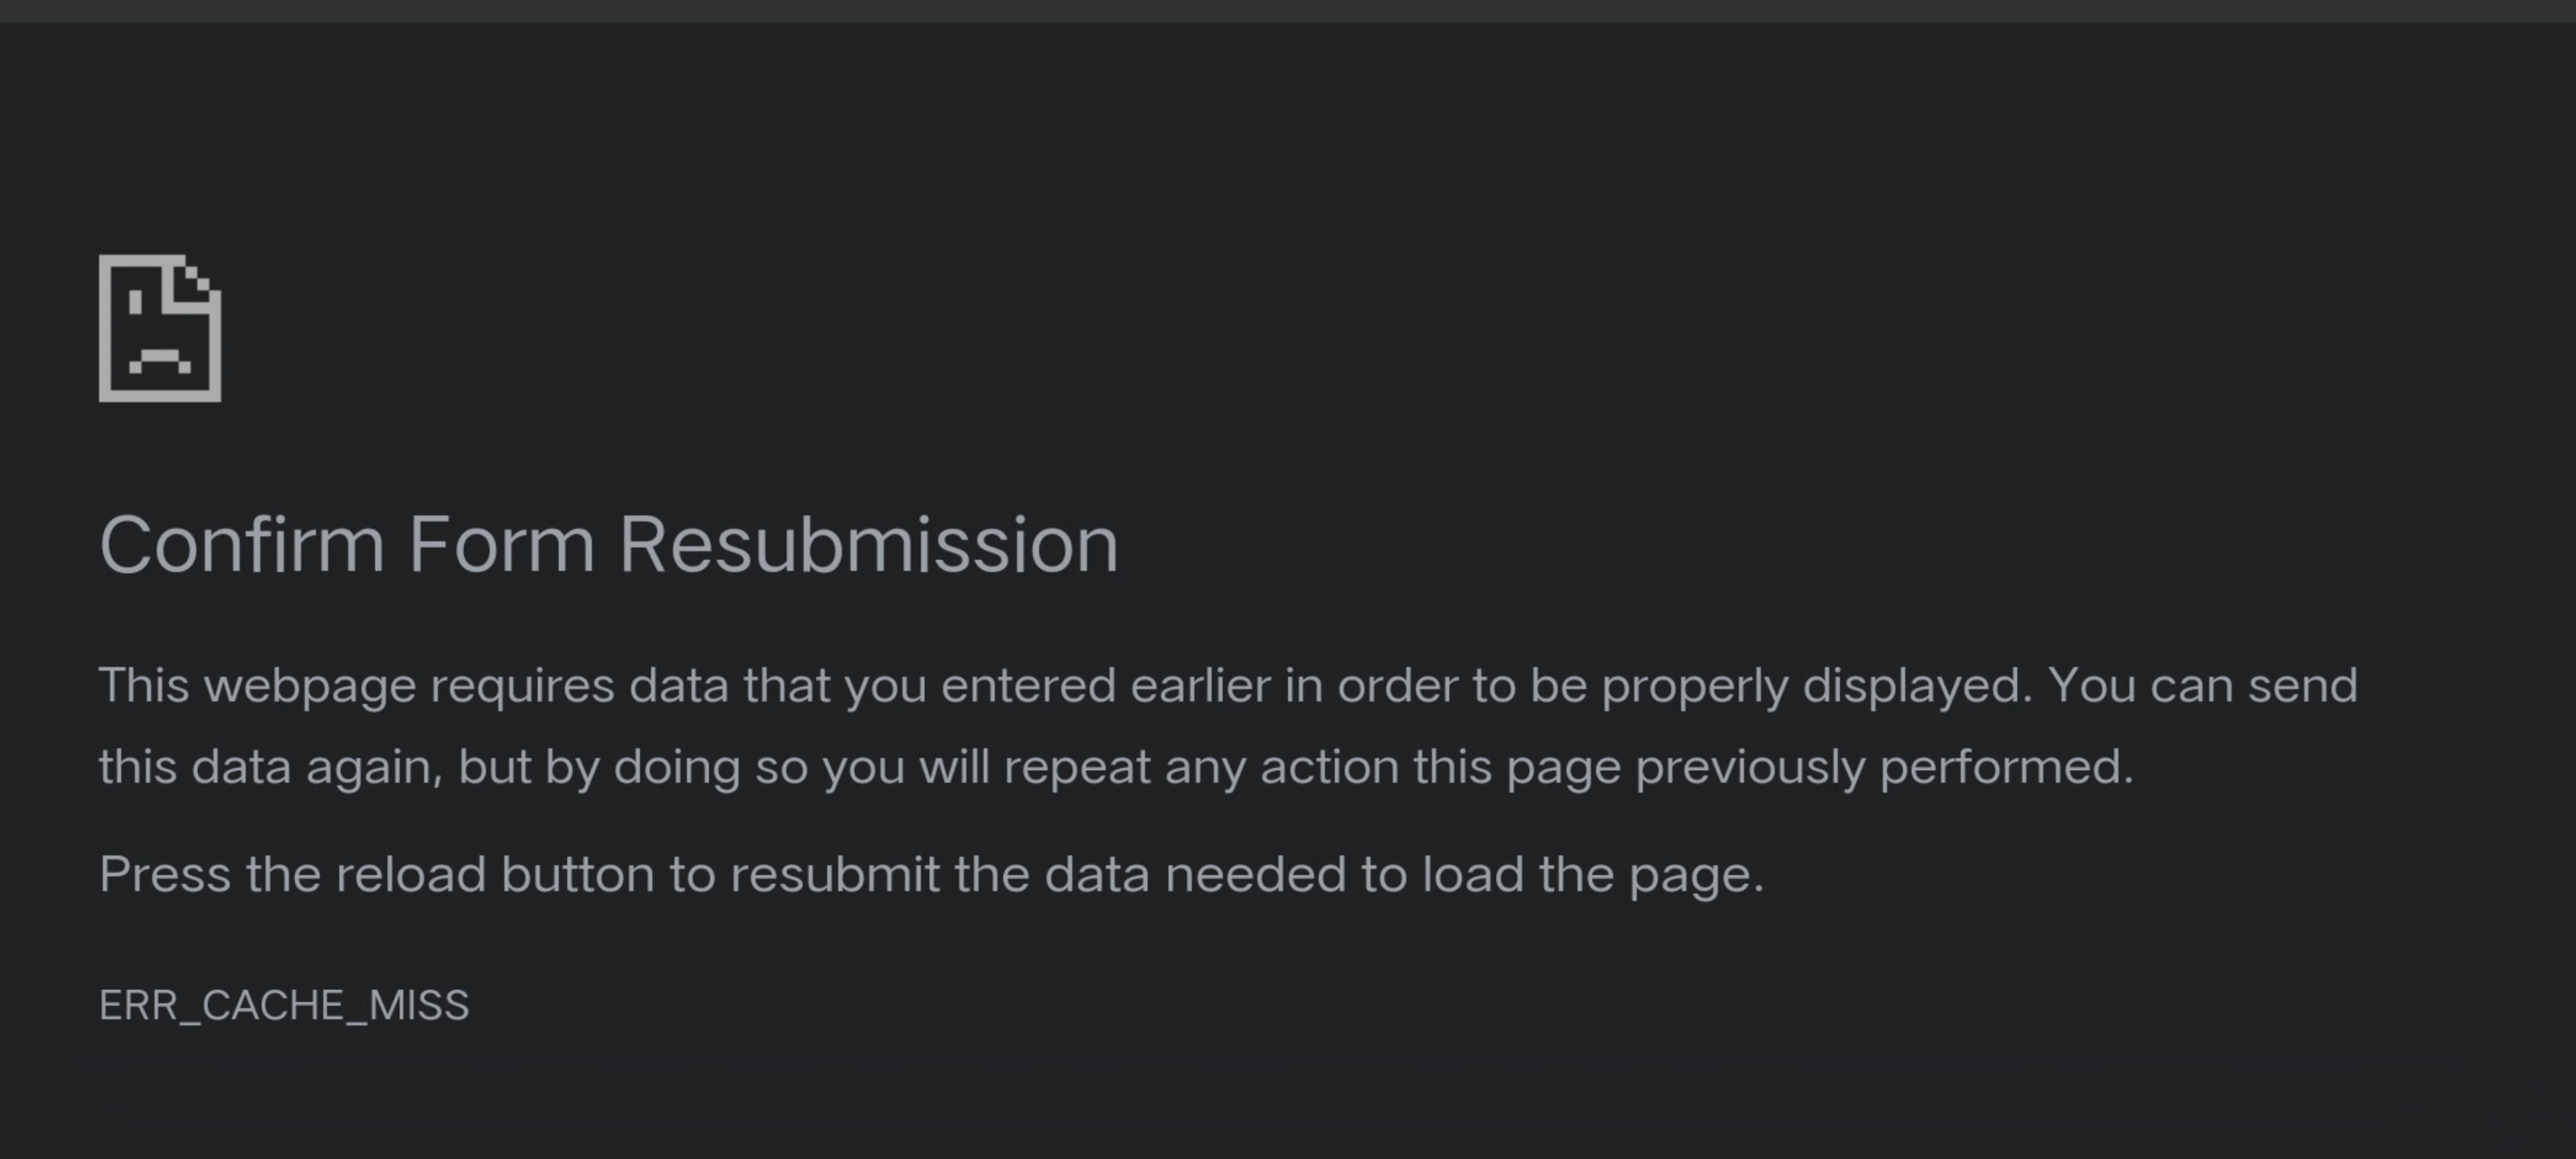 Confirm Form Resubmission
This webpage requires data that you entered earlier in order to be properly displayed. You can send
this data again, but by doing so you will repeat any action this page previously performed.
Press the reload button to resubmit the data needed to load the page.
ERR_CACHE_MISS